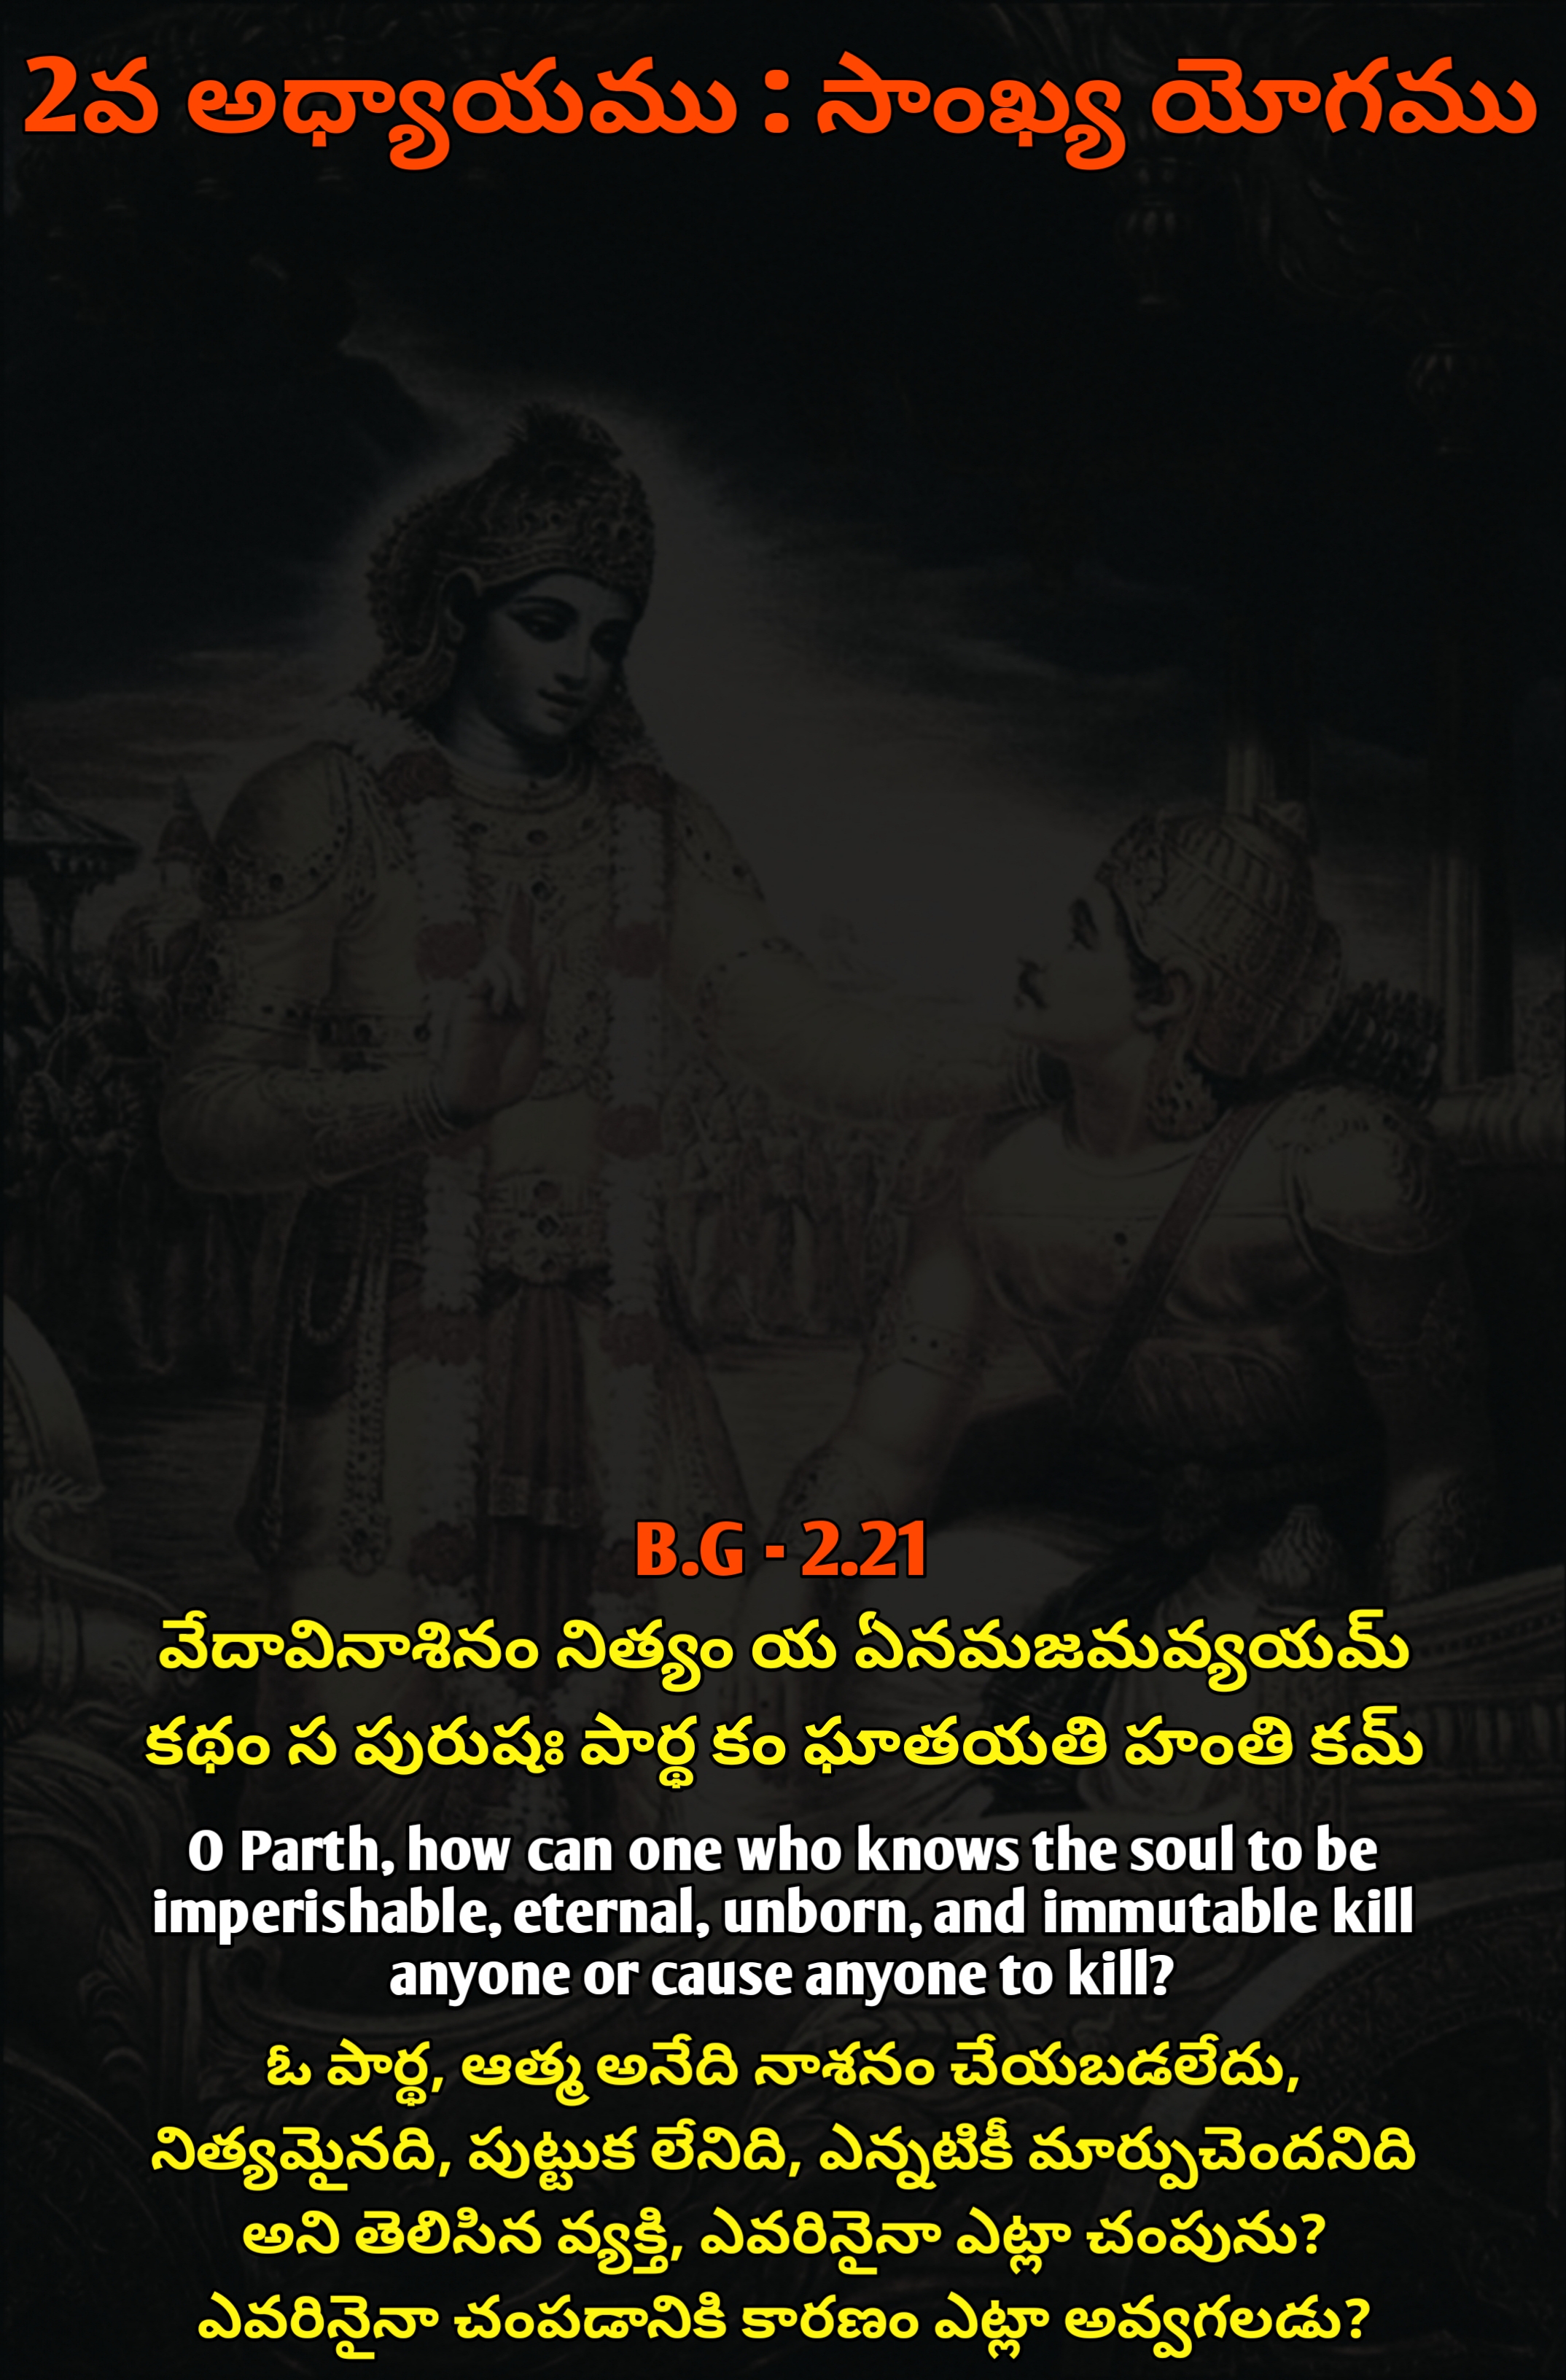 2వ అధ్యాయము : సాంఖ్య యోగము
B.G - 2.21
వేదావినాశినం నిత్యం య ఏనమజమవ్యయమ్
కథం స పురుషః పార్థ కం ఘాతయతి హంతి కమ్
O Parth, how can one who knows the soul to be
imperishable, eternal, unborn, and immutable kill
anyone or cause anyone to kill?
ఓ పార్థ, ఆత్మ అనేది నాశనం చేయబడలేదు,
నిత్యమైనది, పుట్టుక లేనిది, ఎన్నటికీ మార్పుచెందనిది
అని తెలిసిన వ్యక్తి, ఎవరినైనా ఎట్లా చంపును?
ఎవరినైనా చంపడానికి కారణం ఎట్లా అవ్వగలడు?